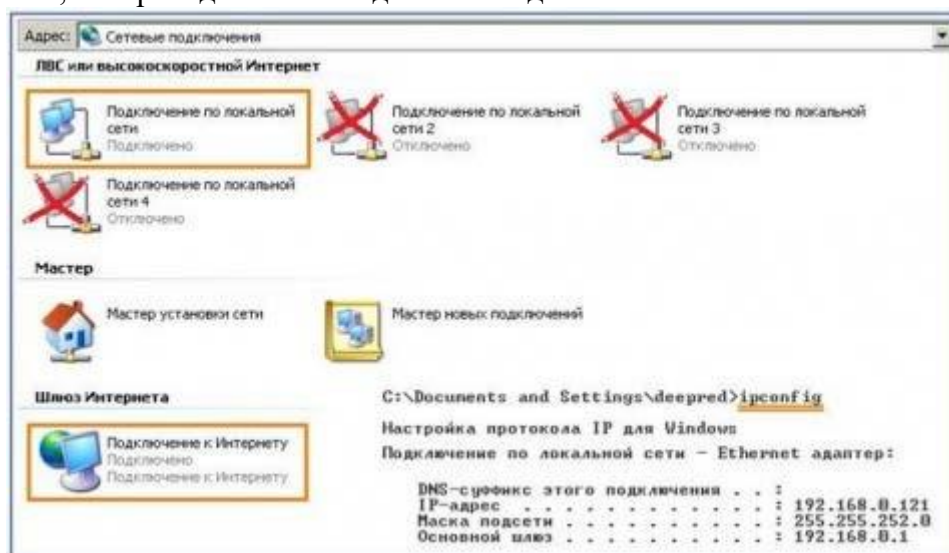 Адрес: Сетевые подключения
ЛВС или высокоскоростной Интернет
Подключение по локальной сети
Подключено
Подключение по локальной сети 2
Отключено
Подключение по локальной сети 3
Отключено
Подключение по локальной сети 4
Отключено
Мастер
Мастер установки сети
Мастер новых подключений
Шлюз Интернета
Подключение к Интернету
Подключено
Подключение к Интернету
C:\Documents and Settings\deepred>ipconfig
Настройка протокола IP для Windows
Подключение по локальной сети - Ethernet адаптер:
DNS-суффикс этого подключения . . :
IP-адрес . . . . . . . . . . . . : 192.168.0.121
Маска подсети . . . . . . . . . . : 255.255.252.0
Основной шлюз . . . . . . . . . . : 192.168.0.1